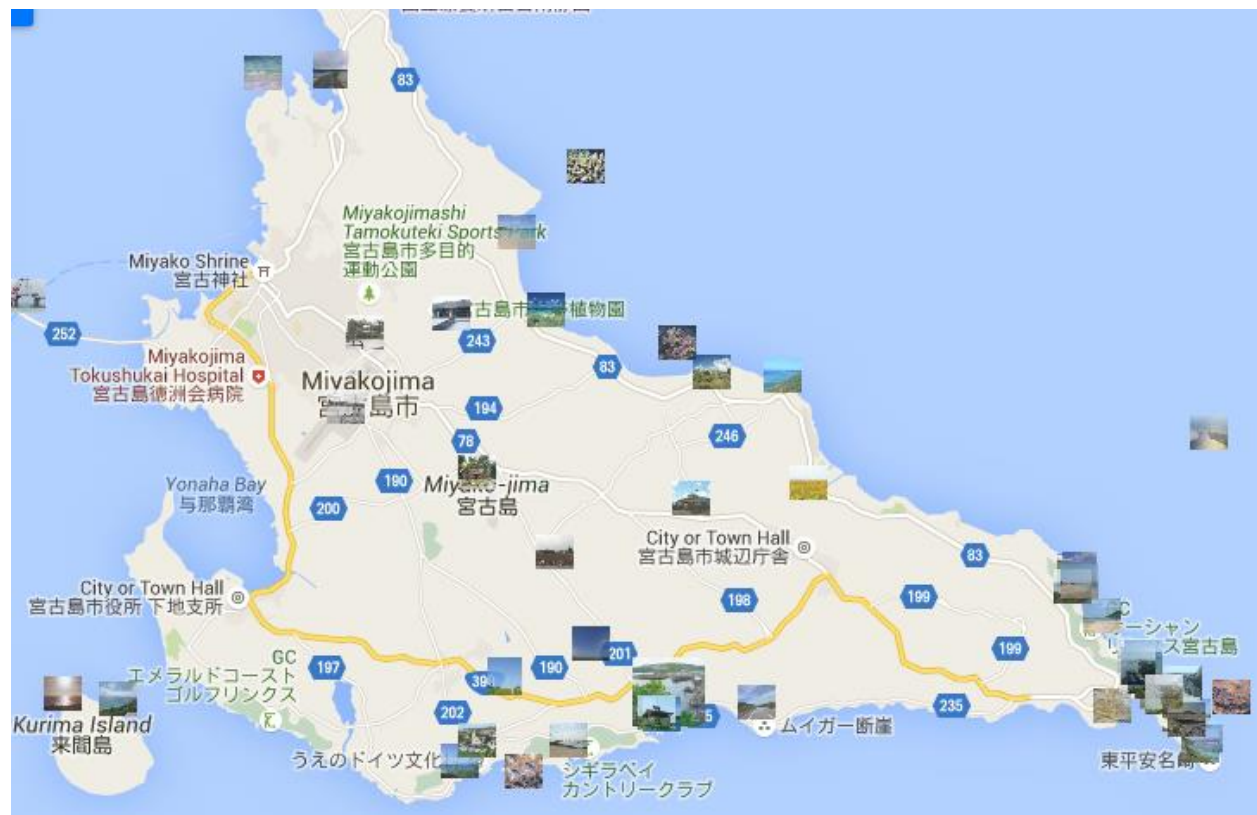 83
Miyakojimashi
Tamokuteki Sports Park
宮古島市多目的
運動公園
Miyako Shrine
宮古神社
古島市
植物園
252
243
Miyakojima
Tokushukai Hospital
宮古島徳洲会病院
83
Miyakojima
島市
194
78
246
190
Yonaha Bay
与那覇湾
Miyako-jima
宮古島
200
City or Town Hall
宮古島市城辺庁舎
83
City or Town Hall
宮古島市役所 下地支所
198
199
GC
エメラルドコースト
ゴルフリンクス
197
190
201
199
ス宮古島
Kurima Island
来間島
202
235
ムイガー断崖
うえのドイツ文化
シギラベイ
カントリークラブ
東平安名崎